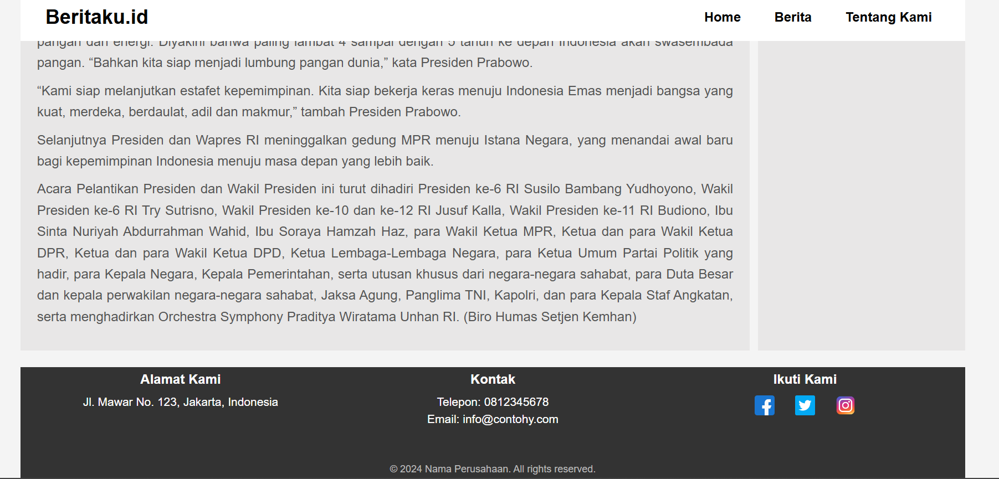 Beritaku.id
Home Berita Tentang Kami
pangan dan energi. Diyakini bahwa paling lambat 4 sampai dengan 5 tahun ke depan Indonesia akan swasembada
pangan. “Bahkan kita siap menjadi lumbung pangan dunia,” kata Presiden Prabowo.
“Kami siap melanjutkan estafet kepemimpinan. Kita siap bekerja keras menuju Indonesia Emas menjadi bangsa yang
kuat, merdeka, berdaulat, adil dan makmur,” tambah Presiden Prabowo.
Selanjutnya Presiden dan Wapres RI meninggalkan gedung MPR menuju Istana Negara, yang menandai awal baru
bagi kepemimpinan Indonesia menuju masa depan yang lebih baik.
Acara Pelantikan Presiden dan Wakil Presiden ini turut dihadiri Presiden ke-6 RI Susilo Bambang Yudhoyono, Wakil
Presiden ke-6 RI Try Sutrisno, Wakil Presiden ke-10 dan ke-12 RI Jusuf Kalla, Wakil Presiden ke-11 RI Budiono, Ibu
Sinta Nuriyah Abdurrahman Wahid, Ibu Soraya Hamzah Haz, para Wakil Ketua MPR, Ketua dan para Wakil Ketua
DPR, Ketua dan para Wakil Ketua DPD, Ketua Lembaga-Lembaga Negara, para Ketua Umum Partai Politik yang
hadir, para Kepala Negara, Kepala Pemerintahan, serta utusan khusus dari negara-negara sahabat, para Duta Besar
dan kepala perwakilan negara-negara sahabat, Jaksa Agung, Panglima TNI, Kapolri, dan para Kepala Staf Angkatan,
serta menghadirkan Orchestra Symphony Praditya Wiratama Unhan RI. (Biro Humas Setjen Kemhan)
Alamat Kami
Jl. Mawar No. 123, Jakarta, Indonesia
Kontak
Telepon: 0812345678
Email: info@contohy.com
Ikuti Kami
© 2024 Nama Perusahaan. All rights reserved.